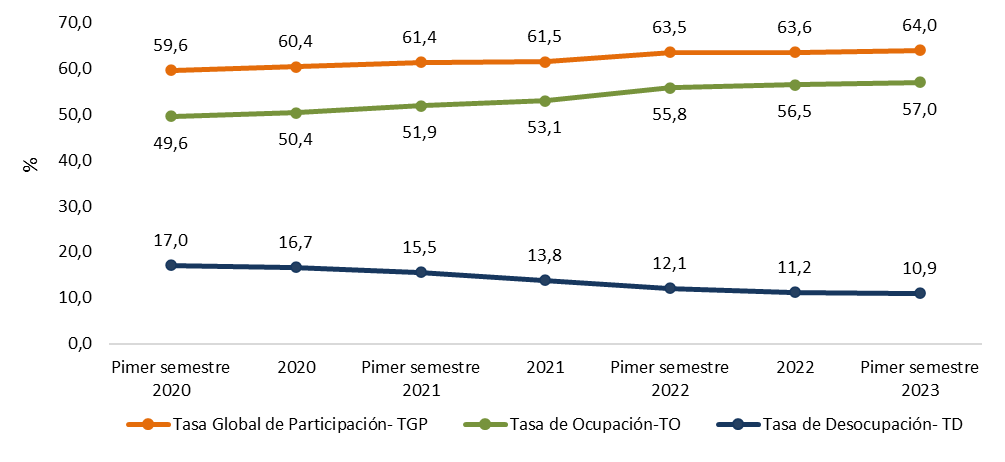 70,0
60,0
50,0
40,0
30,0
20,0
10,0
0,0
%
59,6 60,4 61,4 61,5 63,5 63,6 64,0
49,6 50,4 51,9 53,1 55,8 56,5 57,0
17,0 16,7 15,5 13,8 12,1 11,2 10,9
Pimer semestre 2020 Pimer semestre 2021 Pimer semestre 2022 Pimer semestre
2020 2021 2022 2023
Tasa Global de Participación- TGP Tasa de Ocupación-TO Tasa de Desocupación- TD